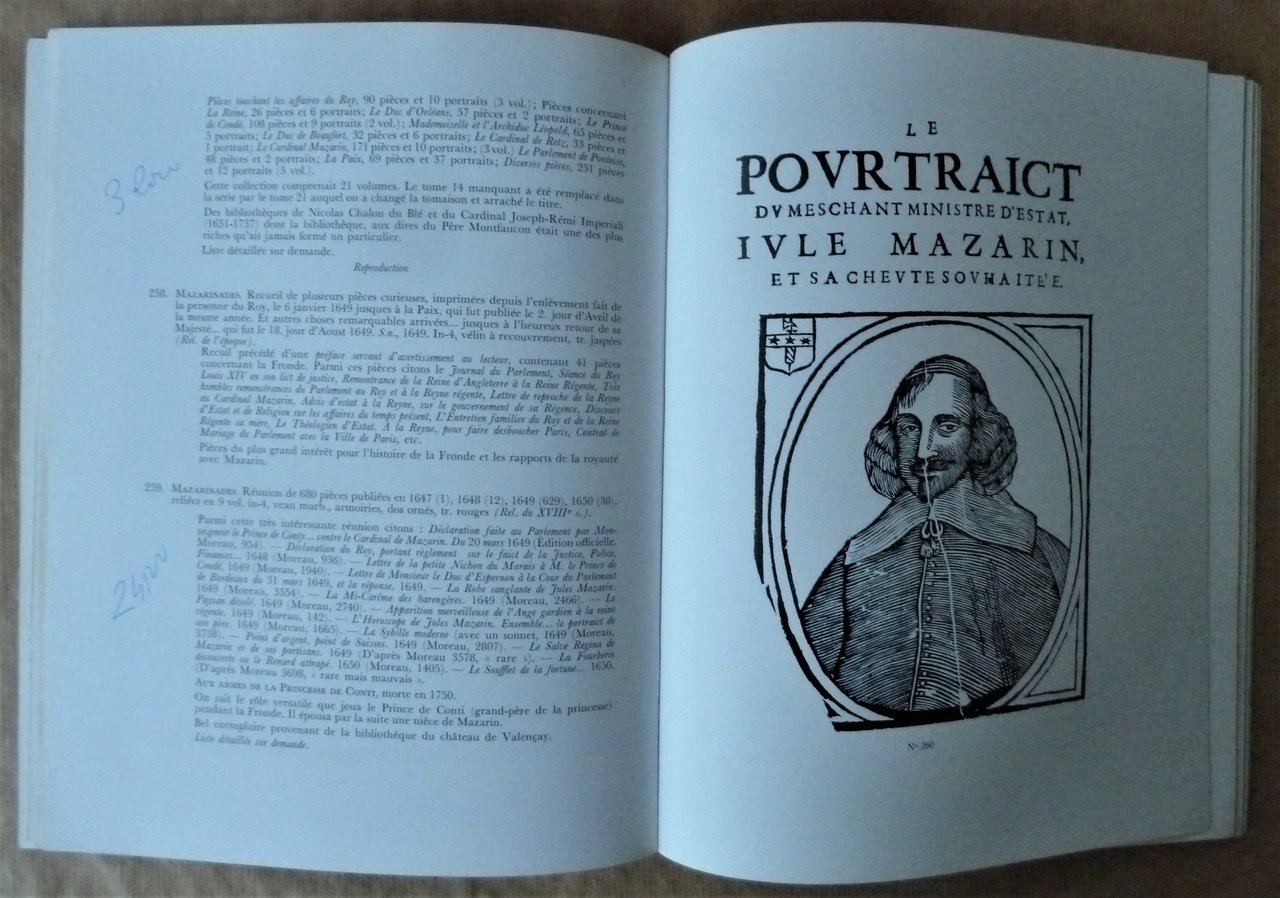 Pièces touchant les affaires du Roy, 90 pièces et 10 portraits (3 vol.); Pièces concernant
La Reine, 26 pièces et 6 portraits; Le Duc d'Orléans, 57 pièces et 2 portraits; Le Prince
de Condé, 108 pièces et 9 portraits (2 vol.); Mademoiselle et l'Archiduc Léopold, 65 pièces et
5 portraits; Le Duc de Beaufort, 32 pièces et 6 portraits; Le Cardinal de Retz, 33 pièces et
1 portrait; Le Cardinal Mazarin, 171 pièces et 10 portraits; (3 vol.) Le Parlement de Pontoise,
48 pièces et 2 portraits; La Paix, 69 pièces et 37 portraits; Diverses pièces, 231 pièces
et 12 portraits (5 vol.).
Cette collection comprenait 21 volumes. Le tome 14 manquant a été remplacé dans
la série par le tome 21 auquel on a changé la tomaison et arraché le titre.
Des bibliothèques de Nicolas Chalon du Blé et du Cardinal Joseph-Rémi Imperiali
(1651-1737) dont la bibliothèque, aux dires du Père Montfaucon était une des plus
riches qu'ait jamais formé un particulier.
Liste détaillée sur demande.
Reproduction
258. MAZARINADES. Recueil de plusieurs pièces curieuses, imprimées depuis l'enlèvement fait de
la personne du Roy, le 6 janvier 1649 jusques à la Paix, qui fut publiée le 2. jour d'Avril de
la mesme année. Et autres choses remarquables arrivées... jusques à l'heureux retour de sa
Majesté... qui fut le 18. jour d'Aoust 1649. S.n., 1649. In-4, vélin à recouvrement, tr. jaspées
(Rel. de l'époque).
Recueil précédé d'une préface servant d'avertissement au lecteur, contenant 41 pièces
concernant la Fronde. Parmi ces pièces citons le Journal du Parlement, Séance du Roy
Louis XIV en son lict de justice, Remontrance de la Reine d'Angleterre à la Reine Régente, Très
humbles remonstrances du Parlement au Roy et à la Reyne régente, Lettre de reproche de la Reyne
au Cardinal Mazarin, Advis d'estat à la Reyne, sur le gouvernement de sa Régence, Discours
d'Estat et de Religion sur les affaires du temps présent, L'Entretien familier du Roy et de la Reine
Régente sa mère, Le Théologien d'Estat. A la Reyne, pour faire desboucher Paris, Contrat de
Mariage du Parlement avec la Ville de Paris, etc.
Pièces du plus grand intérêt pour l'histoire de la Fronde et les rapports de la royauté
avec Mazarin.
259. MAZARINADES. Réunion de 680 pièces publiées en 1647 (1), 1648 (12), 1649 (629), 1650 (38),
reliées en 9 vol. in-4, veau marb., armoiries, dos ornés, tr. rouges (Rel. du XVIIIe s.).
Parmi cette très intéressante réunion citons : Déclaration faite au Parlement par Mon-
seigneur le Prince de Conty... contre le Cardinal de Mazarin. Du 20 mars 1649 (Edition officielle.
Moreau, 954). — Déclaration du Roy, portant règlement sur le faict de la Justice, Police,
Finances... 1648 (Moreau, 936). — Lettre de la petite Nichon du Marais à M. le Prince de
Condé. 1649 (Moreau, 1940). — Lettre de Monsieur le Duc d'Espernon à la Cour du Parlement
de Bordeaux du 31 mars 1649, et la réponse. 1649. — La Robe sanglante de Jules Mazarin.
1649 (Moreau, 3554). — La Mi-Carême des harengères. 1649 (Moreau, 2466). — Le
Paysan désolé. 1649 (Moreau, 2740). — Apparition merveilleuse de l'Ange gardien à la reine
régente. 1649 (Moreau, 142). — L'Horoscope de Jules Mazarin. Ensemble... le portraict de
son père. 1649 (Moreau, 1665). — La Sybille moderne (avec un sonnet, 1649 (Moreau,
3738). — Point d'argent, point de Suisses. 1649 (Moreau, 2807). — Le Salve Regina de
Mazarin et de ses partisans. 1649 (D'après Moreau 3578, « rare »). — La Fourberie
découverte ou le Renard attrapé. 1650 (Moreau, 1405). — Le Soufflet de la fortune... 1650.
(D'après Moreau 3698, « rare mais mauvais ».
AUX ARMES DE LA PRINCESSE DE CONTI, morte en 1750.
On sait le rôle versatile que joua le Prince de Conti (grand-père de la princesse)
pendant la Fronde. Il épousa par la suite une nièce de Mazarin.
Bel exemplaire provenant de la bibliothèque du château de Valençay.
Liste détaillée sur demande.
LE
POVRTRAICT
DV MESCHANT MINISTRE D'ESTAT,
IVLE MAZARIN,
ET SA CHEVTE SOVHAITÉE.
N° 260